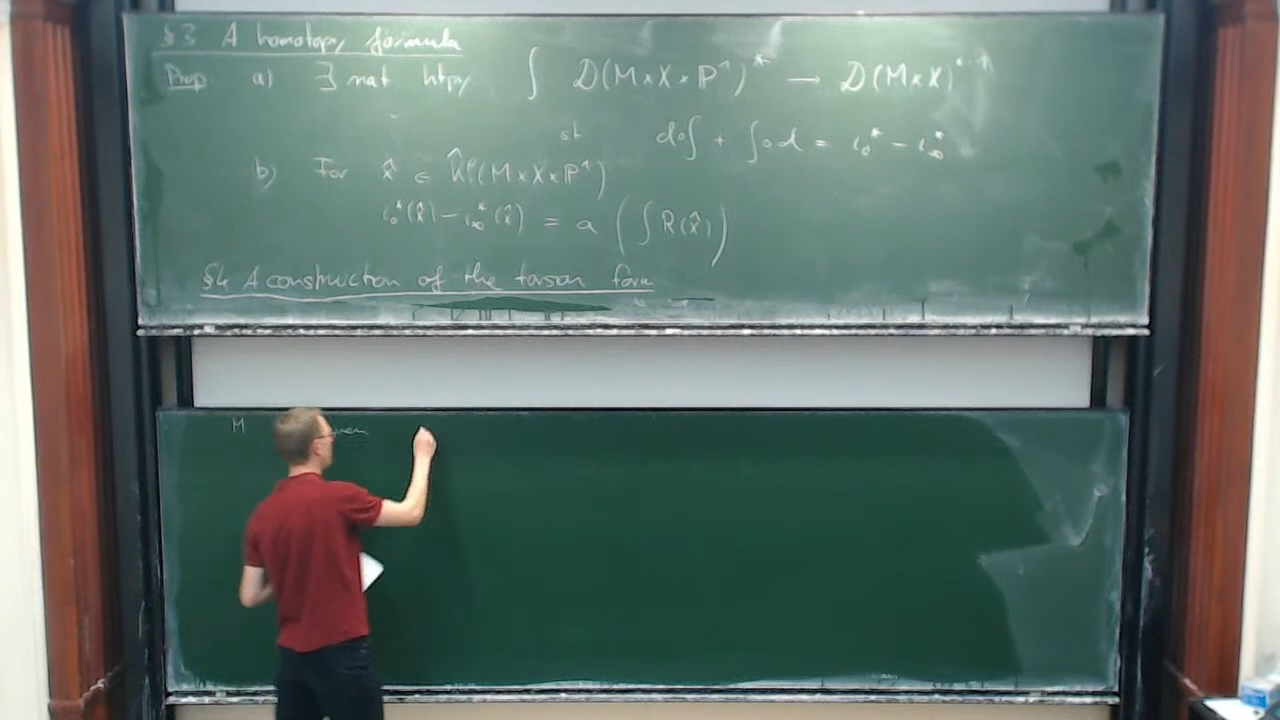 §3 A homotopy formula
Prop a) ∃ nat htpy ∫ D(M×X×P¹)* → D(M×X)*⁻¹
st d∘∫ + ∫∘d = ι₀* − ι∞*
b) For x̂ ∈ K̂⁰(M×X×P¹)
ι₀*(x̂) − ι∞*(x̂) = a(∫R(x̂))
§4 A construction of the torsion form
M